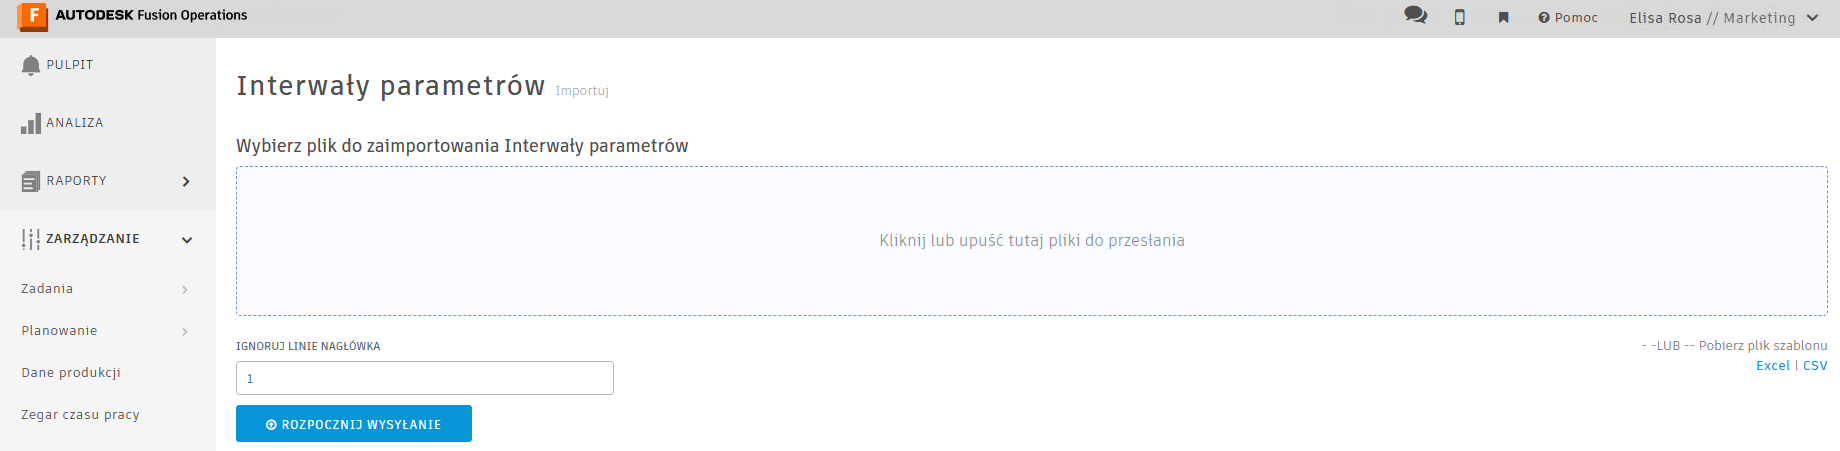 F AUTODESK Fusion Operations
Pomoc
Elisa Rosa // Marketing
PULPIT
ANALIZA
RAPORTY
ZARZĄDZANIE
Zadania
Planowanie
Dane produkcji
Zegar czasu pracy
Interwały parametrów Importuj
Wybierz plik do zaimportowania Interwały parametrów
Kliknij lub upuść tutaj pliki do przesłania
IGNORUJ LINIE NAGŁÓWKA
1
ROZPOCZNIJ WYSYŁANIE
- -LUB -- Pobierz plik szablonu
Excel | CSV